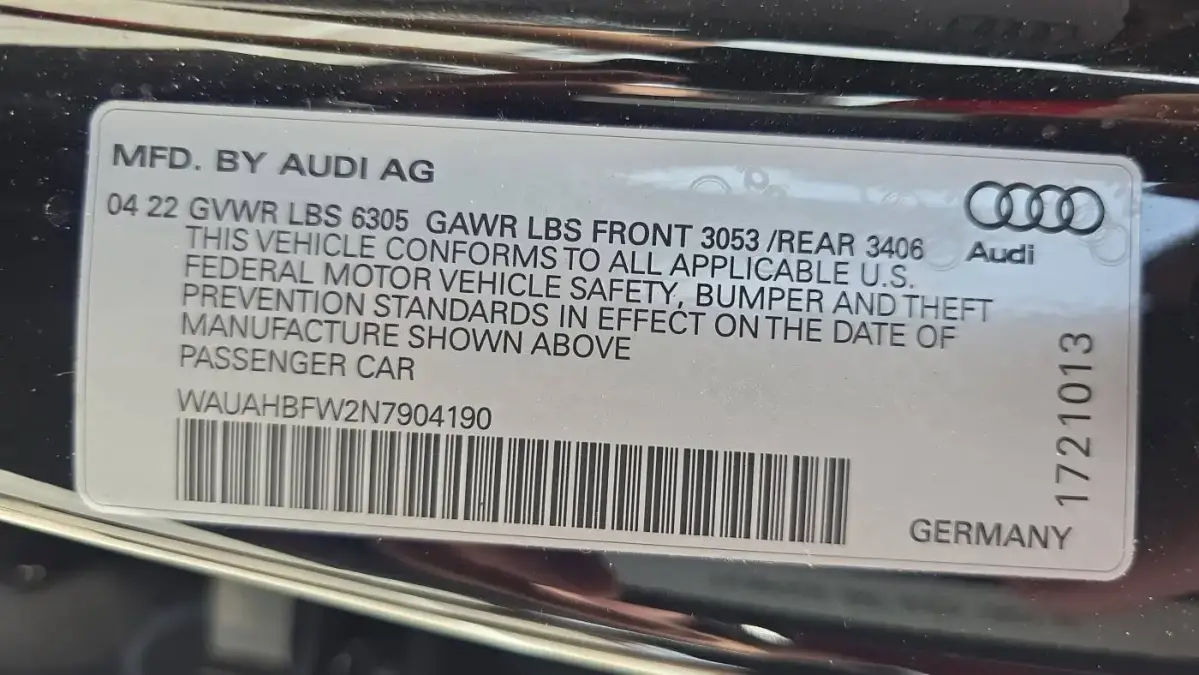 MFD. BY AUDI AG
04 22 GVWR LBS 6305 GAWR LBS FRONT 3053 /REAR 3406
THIS VEHICLE CONFORMS TO ALL APPLICABLE U.S.
FEDERAL MOTOR VEHICLE SAFETY, BUMPER AND THEFT
PREVENTION STANDARDS IN EFFECT ON THE DATE OF
MANUFACTURE SHOWN ABOVE
PASSENGER CAR
WAUAHBFW2N7904190
Audi
1721013
GERMANY